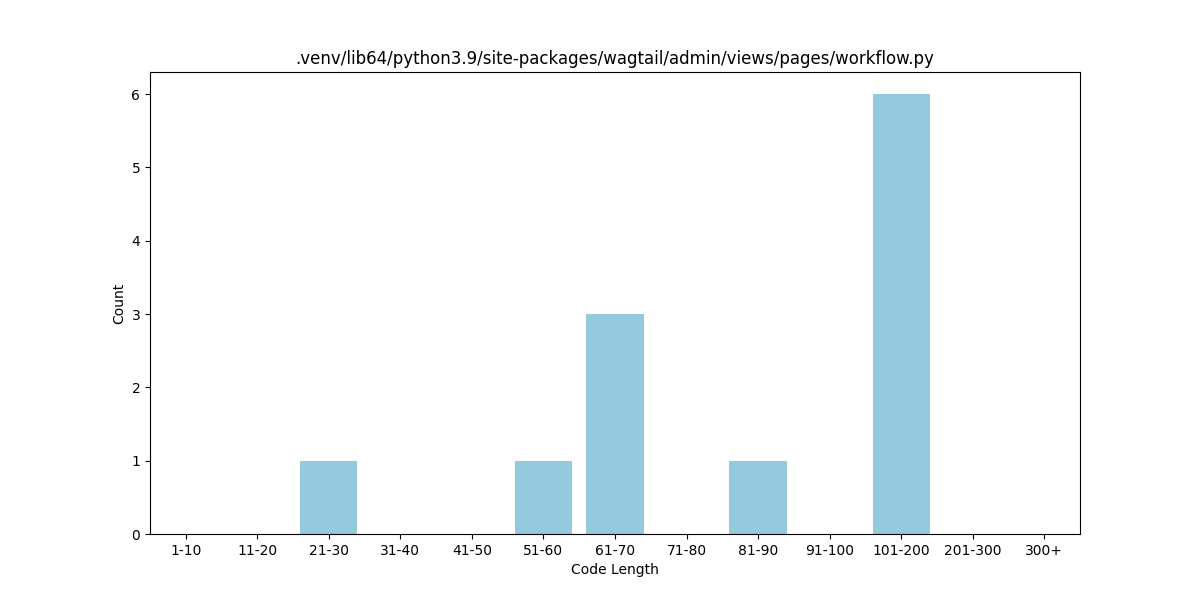 .venv/lib64/python3.9/site-packages/wagtail/admin/views/pages/workflow.py
6
5
4
3
2
1
0
Count
1-10 11-20 21-30 31-40 41-50 51-60 61-70 71-80 81-90 91-100 101-200 201-300 300+
Code Length